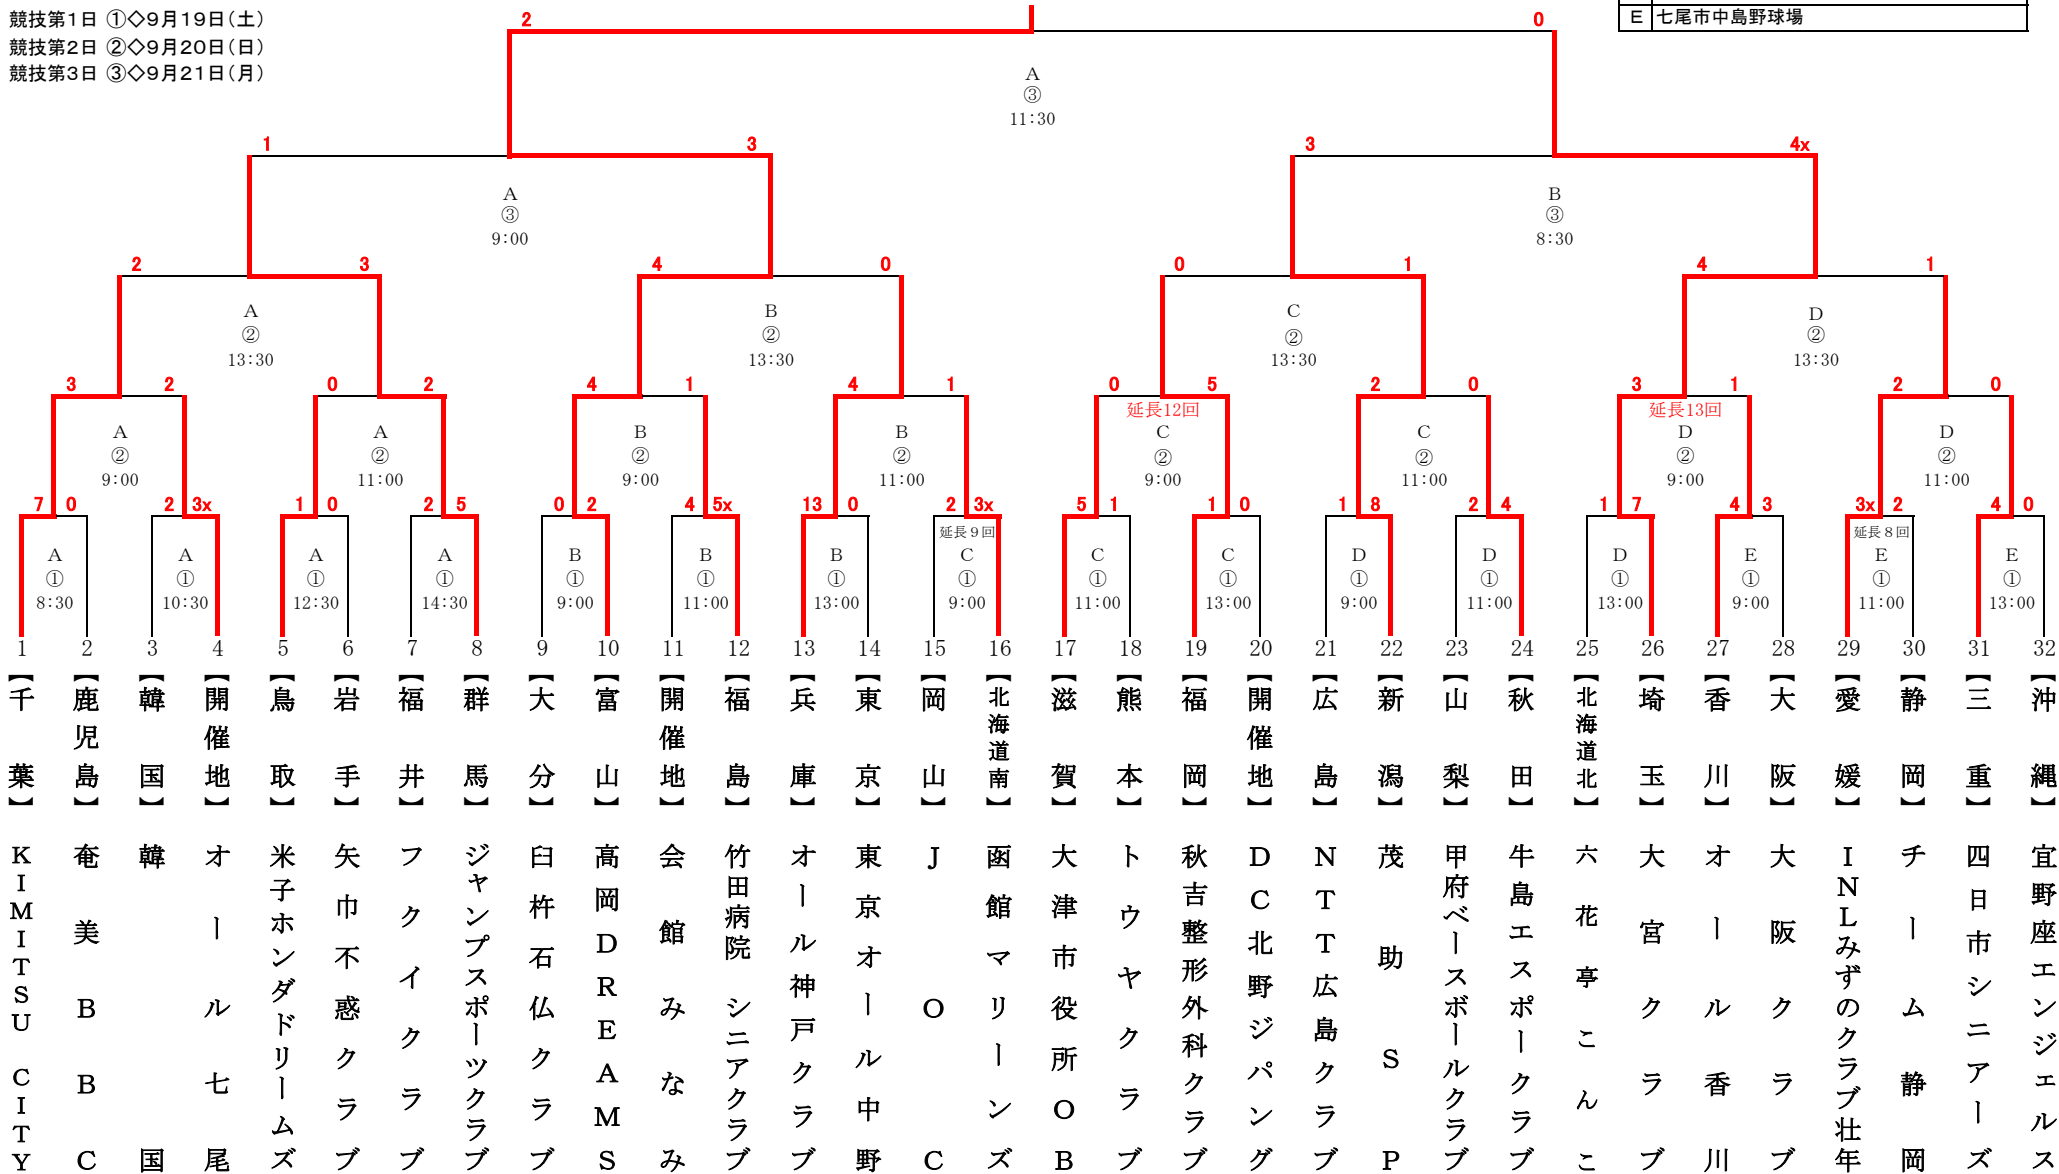 競技第1日 ①◇9月19日(土)
競技第2日 ②◇9月20日(日)
競技第3日 ③◇9月21日(月)
E 七尾市中島野球場
2 0
A
③
11:30
1 3 3 4x
A
③
9:00
B
③
8:30
2 3 4 0 0 1 4 1
A
②
13:30
B
②
13:30
C
②
13:30
D
②
13:30
3 2 0 2 4 1 4 1 0 5 2 0 3 1 2 0
A
②
9:00
A
②
11:00
B
②
9:00
B
②
11:00
延長12回
C
②
9:00
C
②
11:00
延長13回
D
②
9:00
D
②
11:00
7 0 2 3x 1 0 2 5 0 2 4 5x 13 0 2 3x 5 1 1 0 1 8 2 4 1 7 4 3 3x 2 4 0
A
①
8:30
A
①
10:30
A
①
12:30
A
①
14:30
B
①
9:00
B
①
11:00
B
①
13:00
延長9回
C
①
9:00
C
①
11:00
C
①
13:00
D
①
9:00
D
①
11:00
D
①
13:00
E
①
9:00
延長8回
E
①
11:00
E
①
13:00
1 【千葉】 KIMITSU CITY
2 【鹿児島】 奄美BBC
3 【韓国】 韓国
4 【開催地】 オール七尾
5 【鳥取】 米子ホンダドリームズ
6 【岩手】 矢巾不惑クラブ
7 【福井】 フクイクラブ
8 【群馬】 ジャンプスポーツクラブ
9 【大分】 臼杵石仏クラブ
10 【富山】 高岡DREAMS
11 【開催地】 会館みなみ
12 【福島】 竹田病院 シニアクラブ
13 【兵庫】 オール神戸クラブ
14 【東京】 東京オール中野
15 【岡山】 JOC
16 【北海道南】 函館マリーンズ
17 【滋賀】 大津市役所OB
18 【熊本】 トウヤクラブ
19 【福岡】 秋吉整形外科クラブ
20 【開催地】 DC北野ジパング
21 【広島】 NTT広島クラブ
22 【新潟】 茂助SP
23 【山梨】 甲府ベースボールクラブ
24 【秋田】 牛島エスポークラブ
25 【北海道北】 六花亭こんこ
26 【埼玉】 大宮クラブ
27 【香川】 オール香川
28 【大阪】 大阪クラブ
29 【愛媛】 INLみずのクラブ壮年
30 【静岡】 チーム静岡
31 【三重】 四日市シニアーズ
32 【沖縄】 宜野座エンジェルス